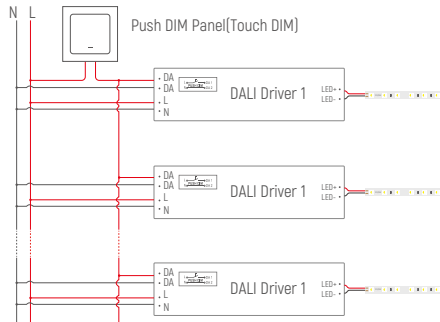 N L
Push DIM Panel(Touch DIM)
DA
DA
L
N
DALI Driver 1
LED+
LED-
DA
DA
L
N
DALI Driver 1
LED+
LED-
DA
DA
L
N
DALI Driver 1
LED+
LED-